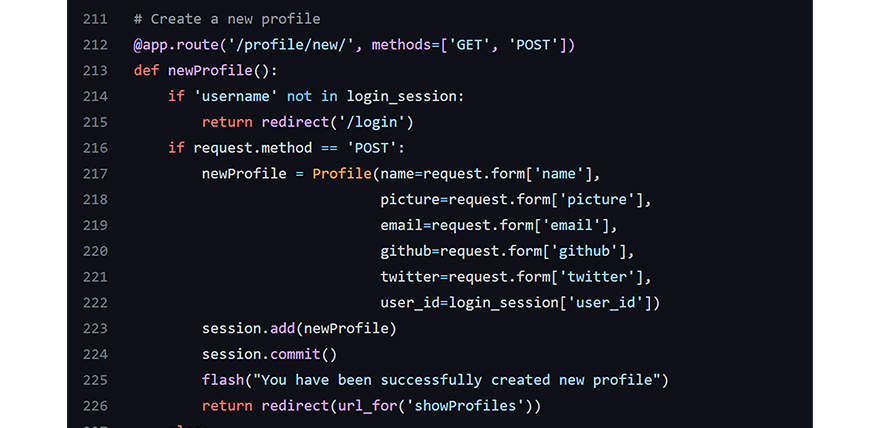 211 # Create a new profile
212 @app.route('/profile/new/', methods=['GET', 'POST'])
213 def newProfile():
214     if 'username' not in login_session:
215         return redirect('/login')
216     if request.method == 'POST':
217         newProfile = Profile(name=request.form['name'],
218                              picture=request.form['picture'],
219                              email=request.form['email'],
220                              github=request.form['github'],
221                              twitter=request.form['twitter'],
222                              user_id=login_session['user_id'])
223         session.add(newProfile)
224         session.commit()
225         flash("You have been successfully created new profile")
226         return redirect(url_for('showProfiles'))